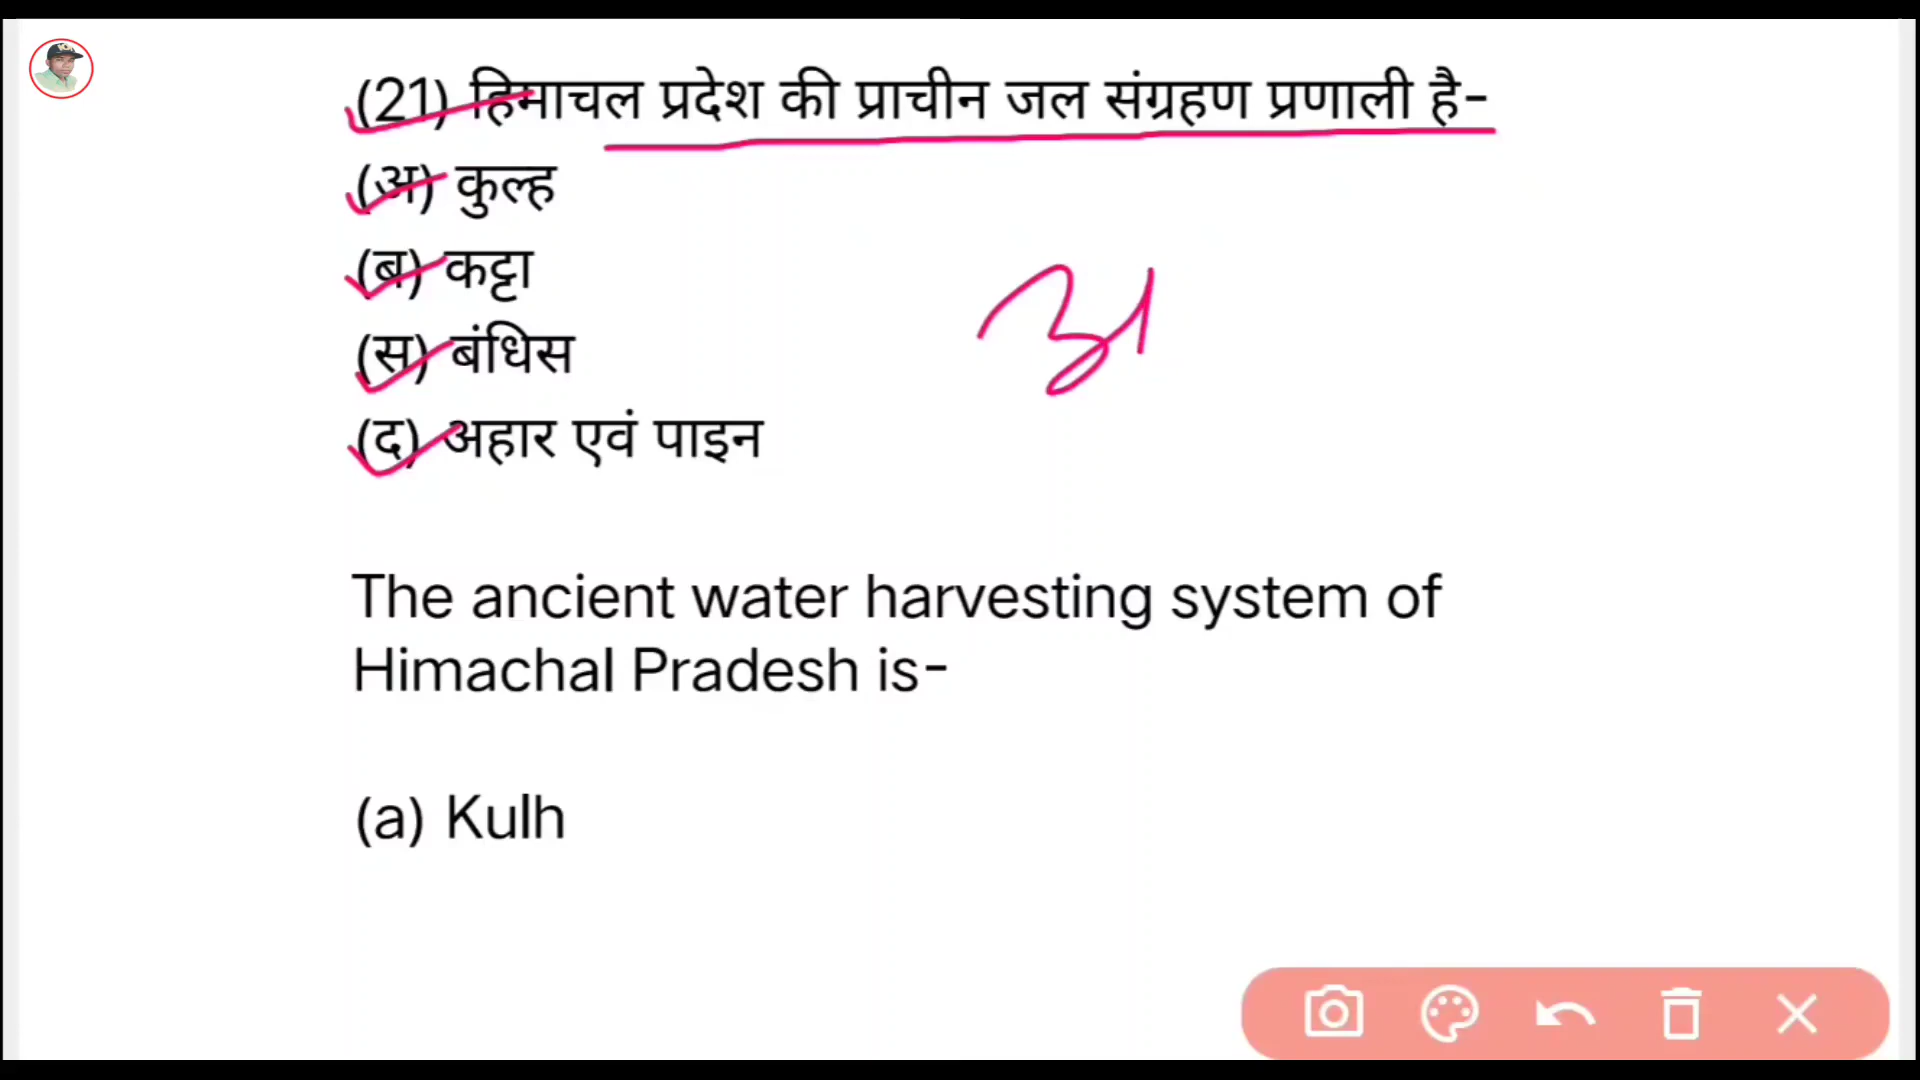 (21) हिमाचल प्रदेश की प्राचीन जल संग्रहण प्रणाली है-
(अ) कुल्ह
(ब) कट्टा
अ
(स) बंधिस
(द) अहार एवं पाइन
The ancient water harvesting system of
Himachal Pradesh is-
(a) Kulh